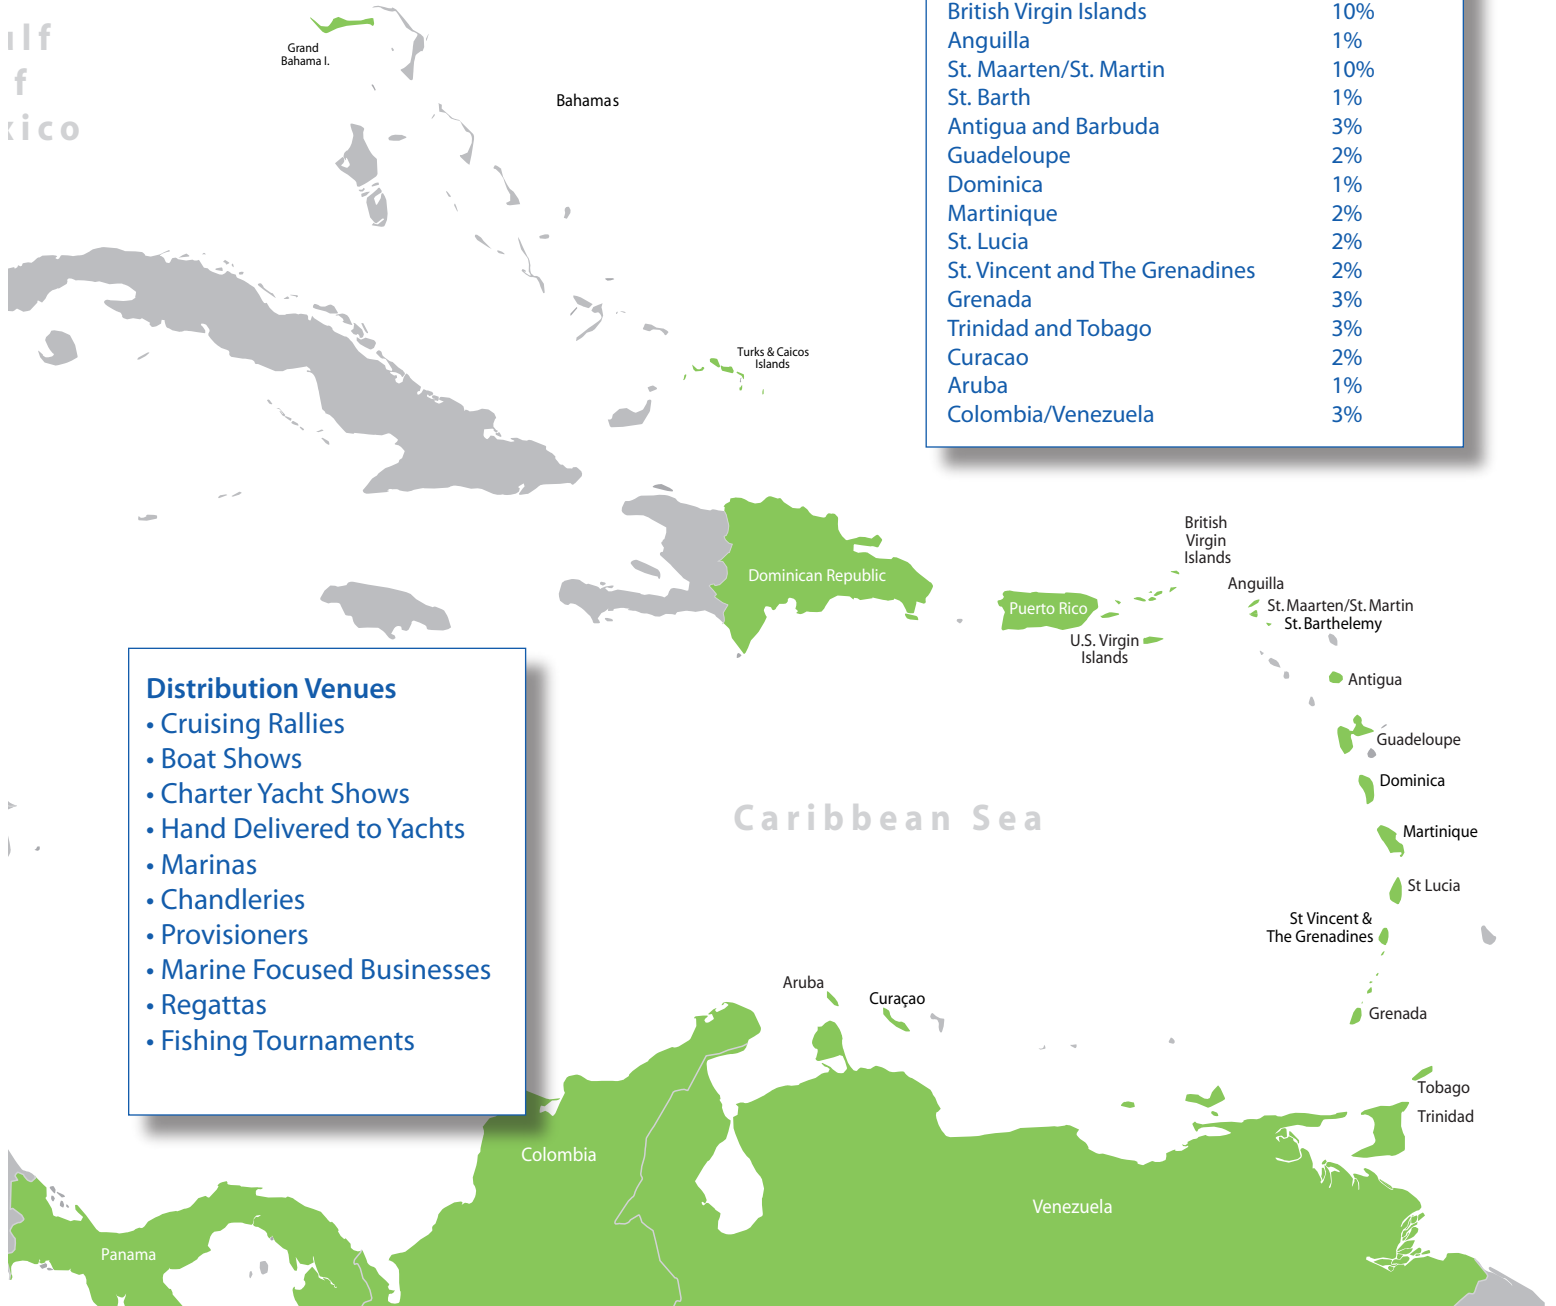 British Virgin Islands 10%
Anguilla 1%
St. Maarten/St. Martin 10%
St. Barth 1%
Antigua and Barbuda 3%
Guadeloupe 2%
Dominica 1%
Martinique 2%
St. Lucia 2%
St. Vincent and The Grenadines 2%
Grenada 3%
Trinidad and Tobago 3%
Curacao 2%
Aruba 1%
Colombia/Venezuela 3%
Grand
Bahama I.
Bahamas
Turks & Caicos
Islands
Dominican Republic
Puerto Rico
British
Virgin
Islands
U.S. Virgin
Islands
Anguilla
St. Maarten/St. Martin
St. Barthelemy
Antigua
Guadeloupe
Dominica
Martinique
St Lucia
St Vincent &
The Grenadines
Grenada
Tobago
Trinidad
Caribbean Sea
Distribution Venues
• Cruising Rallies
• Boat Shows
• Charter Yacht Shows
• Hand Delivered to Yachts
• Marinas
• Chandleries
• Provisioners
• Marine Focused Businesses
• Regattas
• Fishing Tournaments
Aruba
Curaçao
Colombia
Venezuela
Panama